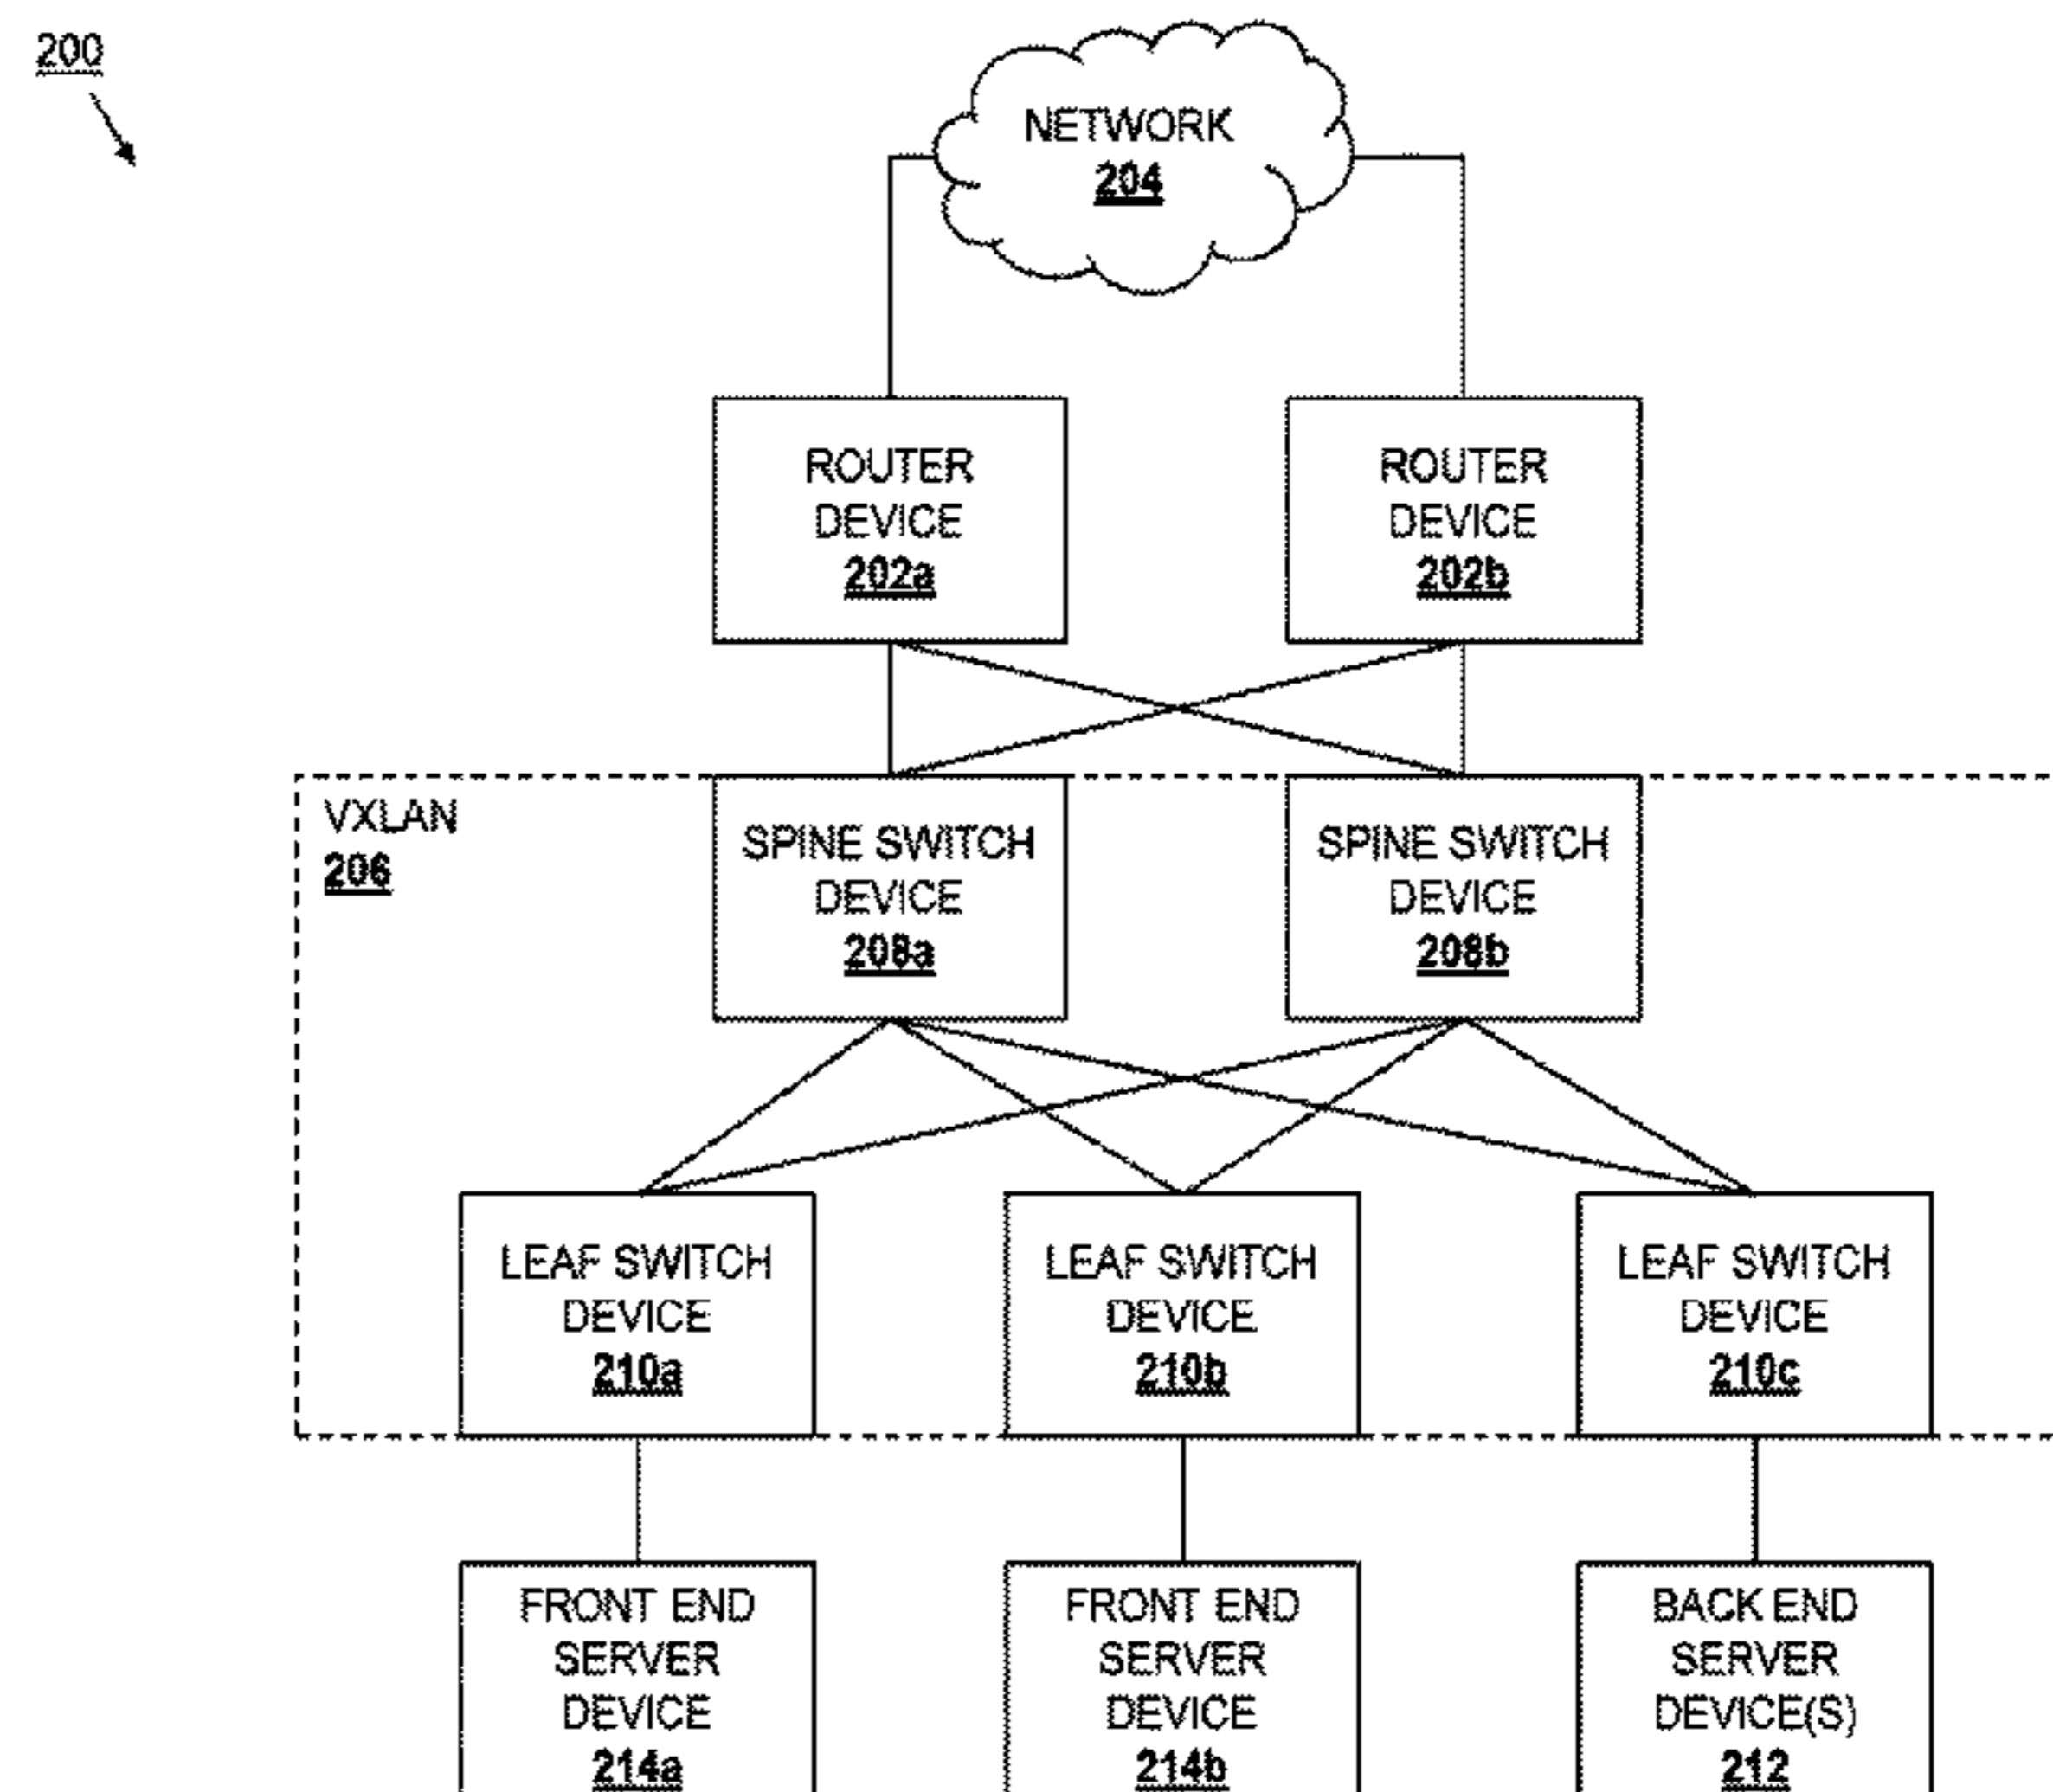 200
NETWORK
204
ROUTER
DEVICE
202a
ROUTER
DEVICE
202b
VXLAN
206
SPINE SWITCH
DEVICE
208a
SPINE SWITCH
DEVICE
208b
LEAF SWITCH
DEVICE
210a
LEAF SWITCH
DEVICE
210b
LEAF SWITCH
DEVICE
210c
FRONT END
SERVER
DEVICE
214a
FRONT END
SERVER
DEVICE
214b
BACK END
SERVER
DEVICE(S)
212